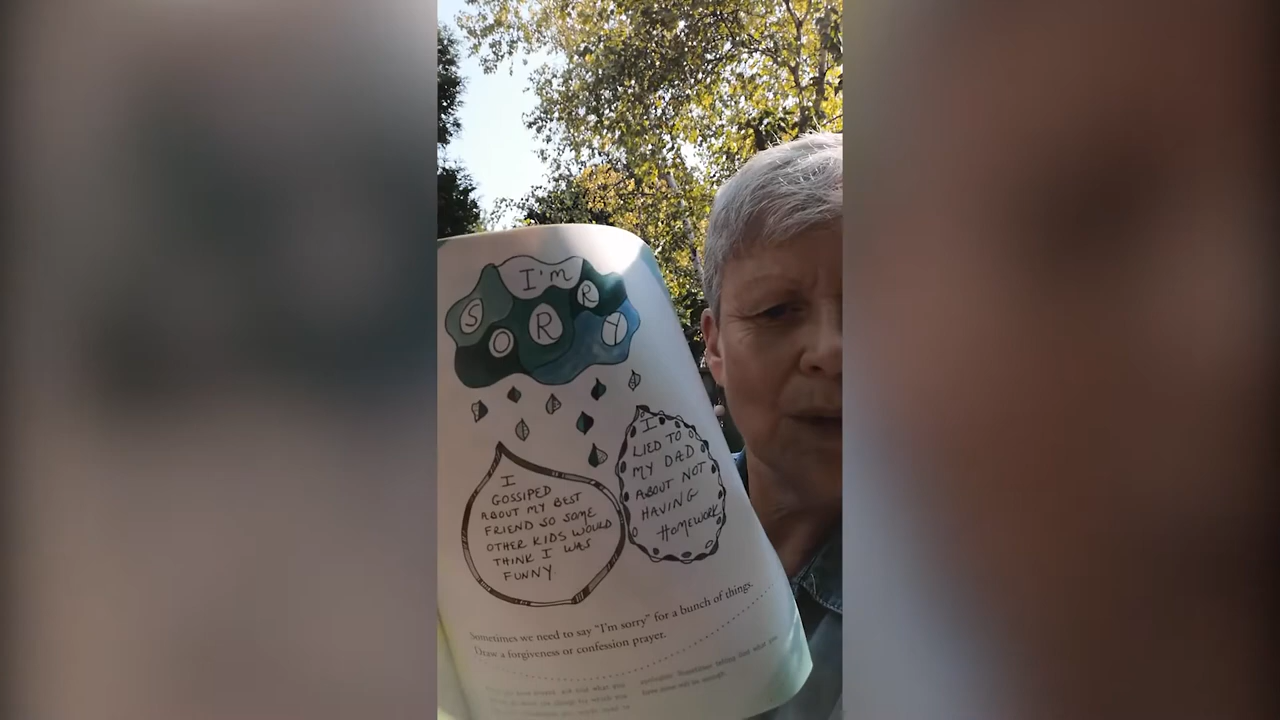 I'm
SORRY
I
GOSSIPED
ABOUT MY BEST
FRIEND SO SOME
OTHER KIDS WOULD
THINK I WAS
FUNNY
I
LIED TO
MY DAD
ABOUT NOT
HAVING
HOMEWORK
Sometimes we need to say "I'm sorry" for a bunch of things.
Draw a forgiveness or confession prayer.